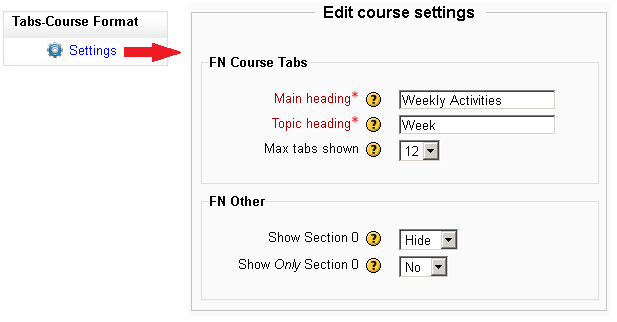 Tabs-Course Format
Settings
Edit course settings
FN Course Tabs
Main heading* Weekly Activities
Topic heading* Week
Max tabs shown 12
FN Other
Show Section 0 Hide
Show Only Section 0 No